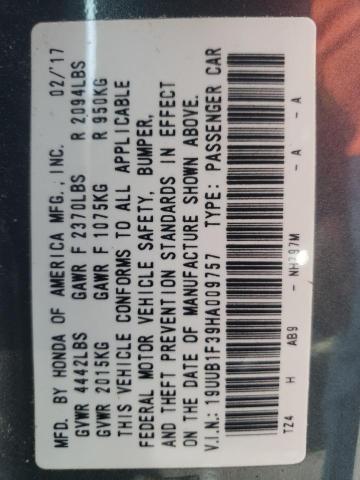 MFD. BY HONDA OF AMERICA MFG., INC. 02/'17
GVWR 4442LBS GAWR F 2370LBS R 2094LBS
GVWR 2015KG GAWR F 1075KG R 950KG
THIS VEHICLE CONFORMS TO ALL APPLICABLE
FEDERAL MOTOR VEHICLE SAFETY, BUMPER,
AND THEFT PREVENTION STANDARDS IN EFFECT
ON THE DATE OF MANUFACTURE SHOWN ABOVE.
V.I.N.: 19UUB1F39HA009757 TYPE: PASSENGER CAR
TZ4 H AB9 - NH797M - A - A